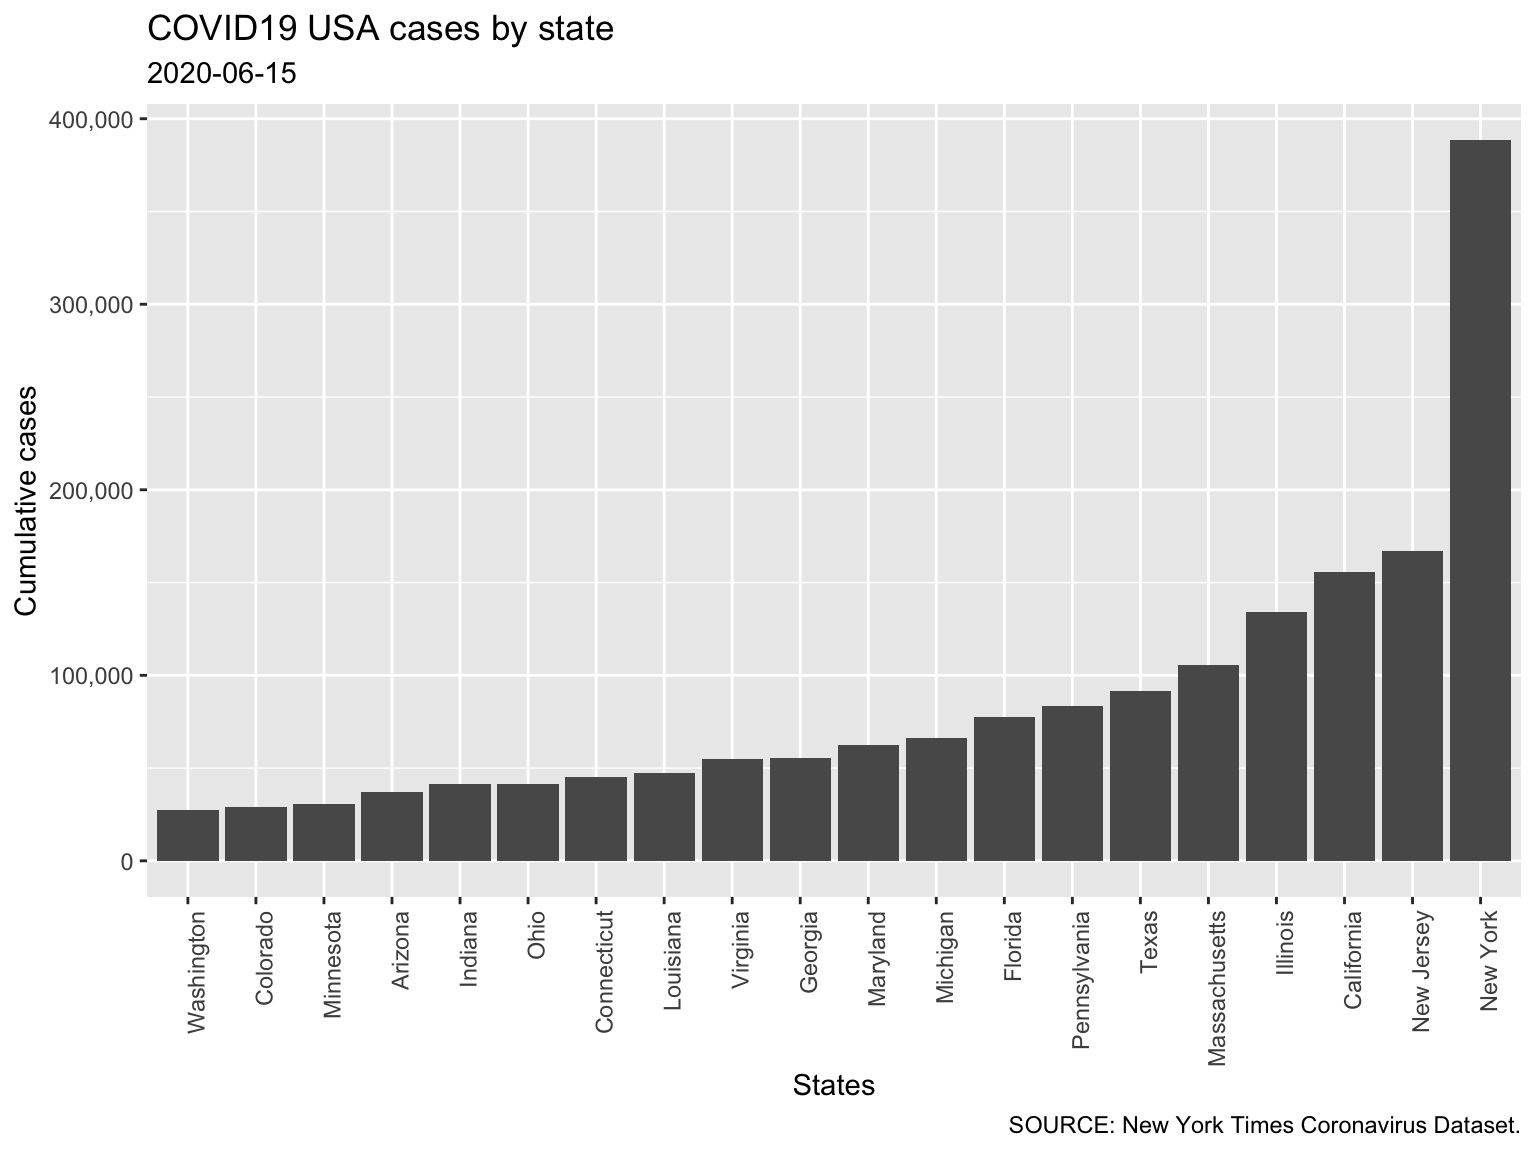 COVID19 USA cases by state
2020-06-15
400,000
300,000
200,000
100,000
0
Cumulative cases
Washington
Colorado
Minnesota
Arizona
Indiana
Ohio
Connecticut
Louisiana
Virginia
Georgia
Maryland
Michigan
Florida
Pennsylvania
Texas
Massachusetts
Illinois
California
New Jersey
New York
States
SOURCE: New York Times Coronavirus Dataset.